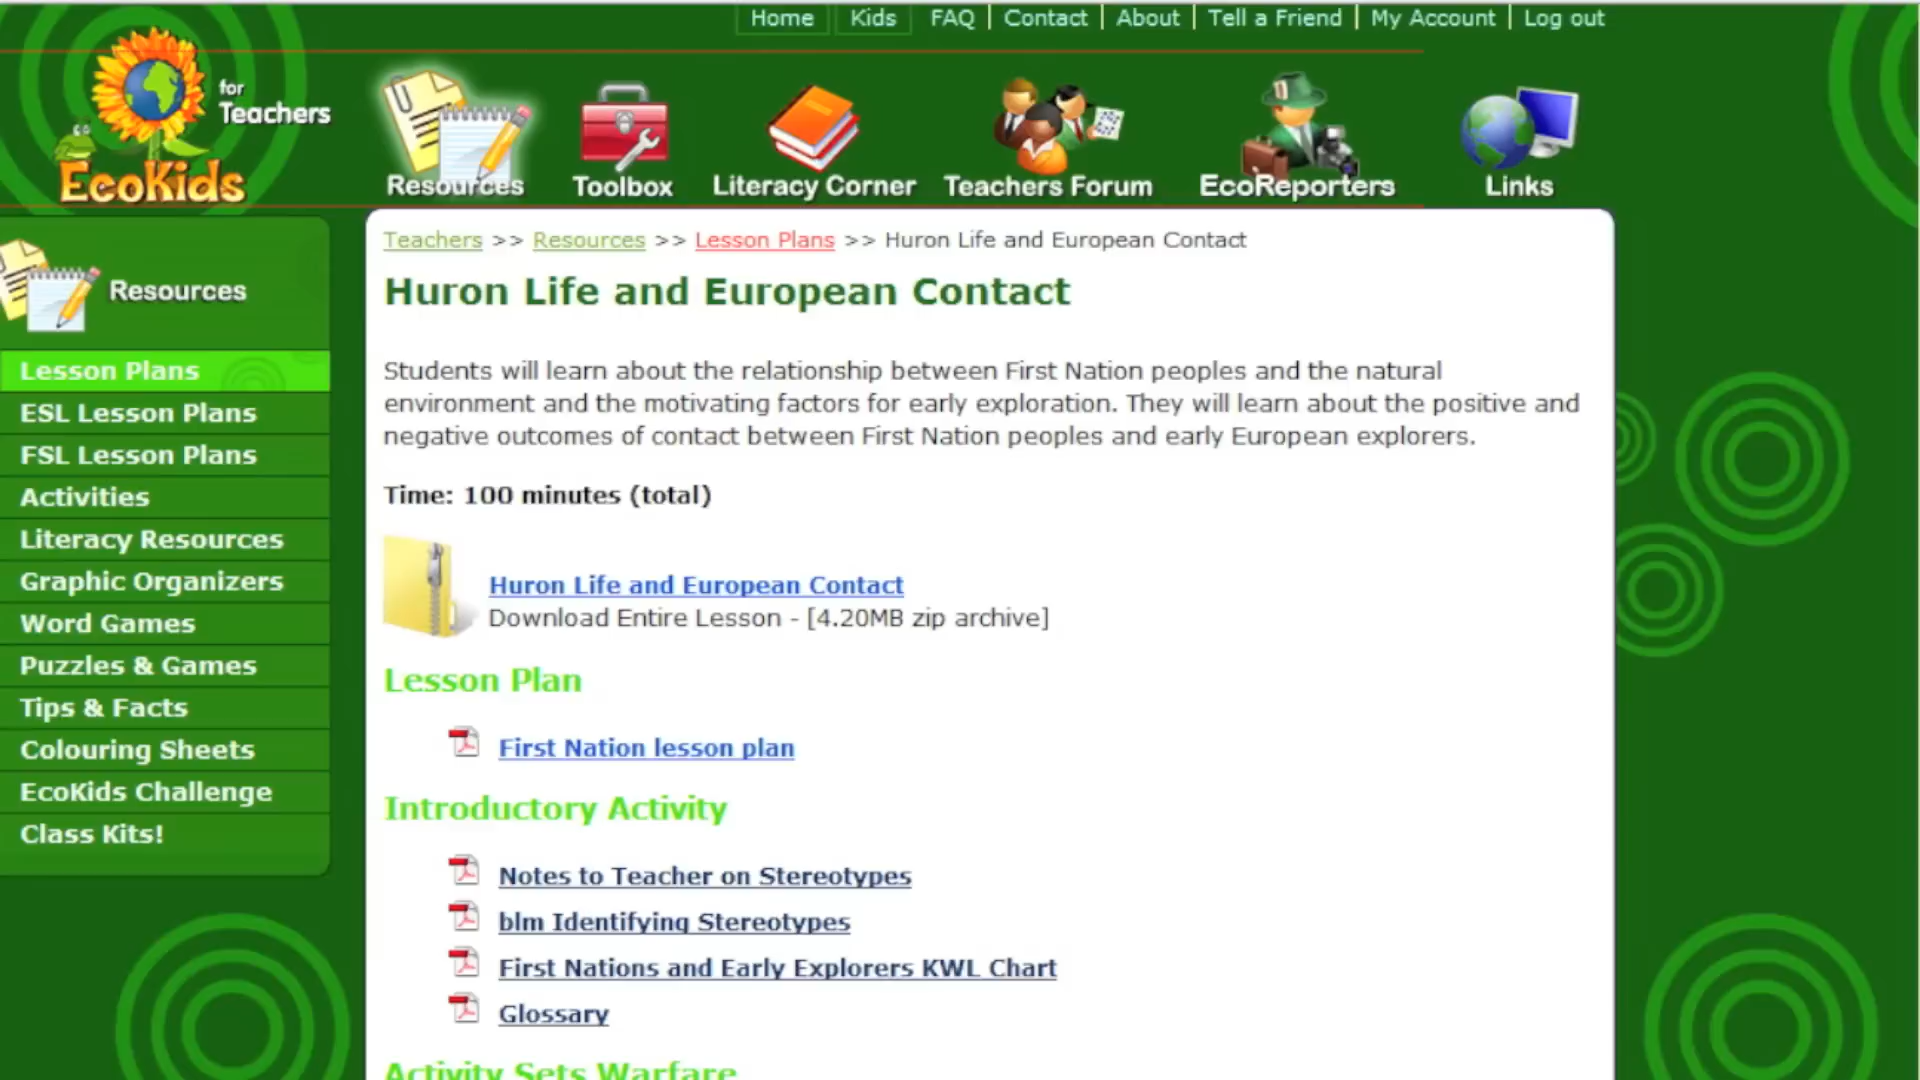 Home Kids FAQ | Contact | About | Tell a Friend | My Account | Log out
for
Teachers
EcoKids
Resources Toolbox Literacy Corner Teachers Forum EcoReporters Links
Resources
Lesson Plans
ESL Lesson Plans
FSL Lesson Plans
Activities
Literacy Resources
Graphic Organizers
Word Games
Puzzles & Games
Tips & Facts
Colouring Sheets
EcoKids Challenge
Class Kits!
Teachers >> Resources >> Lesson Plans >> Huron Life and European Contact
Huron Life and European Contact
Students will learn about the relationship between First Nation peoples and the natural
environment and the motivating factors for early exploration. They will learn about the positive and
negative outcomes of contact between First Nation peoples and early European explorers.
Time: 100 minutes (total)
Huron Life and European Contact
Download Entire Lesson - [4.20MB zip archive]
Lesson Plan
First Nation lesson plan
Introductory Activity
Notes to Teacher on Stereotypes
blm Identifying Stereotypes
First Nations and Early Explorers KWL Chart
Glossary
Activity Sets Warfare